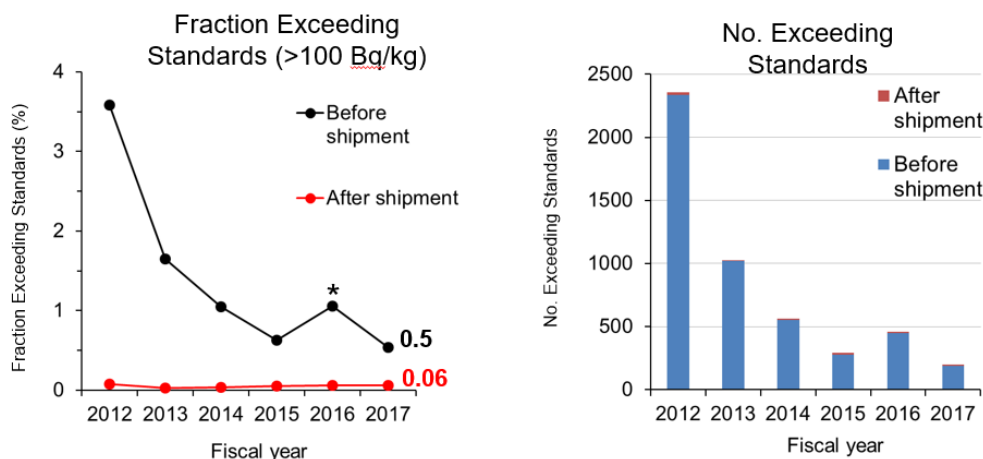 Fraction Exceeding
Standards (>100 Bq/kg)
Fraction Exceeding Standards (%)
4
3
2
1
0
Before
shipment
After shipment
*
0.5
0.06
2012 2013 2014 2015 2016 2017
Fiscal year
No. Exceeding
Standards
No. Exceeding Standards
2500
2000
1500
1000
500
0
After
shipment
Before
shipment
2012 2013 2014 2015 2016 2017
Fiscal year